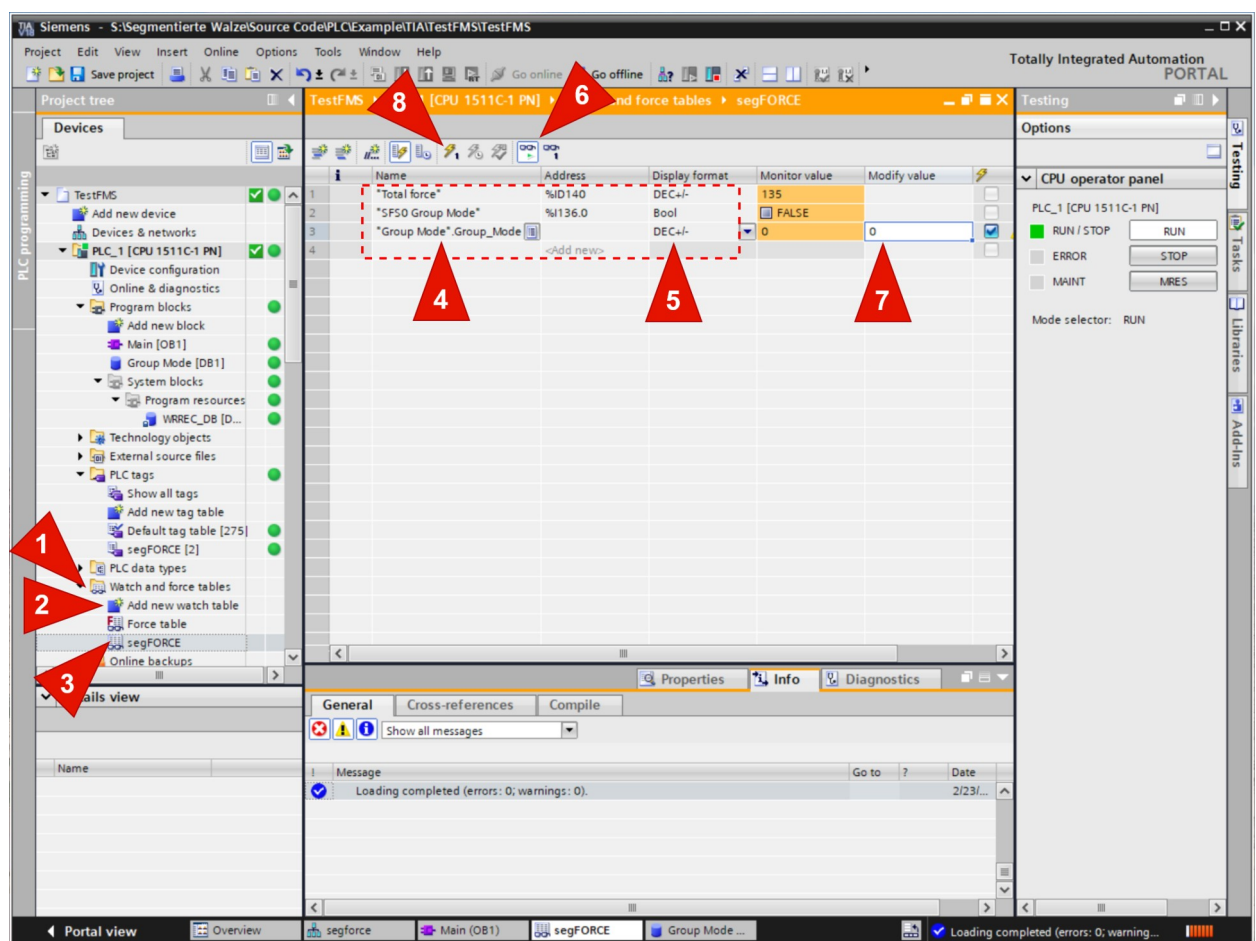 Siemens - S:\Segmentierte Walze\Source Code\PLC\Example\TIA\TestFMS\TestFMS
Project Edit View Insert Online Options Tools Window Help
Totally Integrated Automation
PORTAL
Save project
Go online
Go offline
Project tree
TestFMS
[CPU 1511C-1 PN]
nd force tables
segFORCE
Testing
8
6
Devices
Options
PLC programming
i Name Address Display format Monitor value Modify value
1 "Total force" %ID140 DEC+/- 135
2 "SFS0 Group Mode" %I136.0 Bool FALSE
3 "Group Mode".Group_Mode DEC+/- 0 0
4 <Add new>
4
5
7
TestFMS
Add new device
Devices & networks
PLC_1 [CPU 1511C-1 PN]
Device configuration
Online & diagnostics
Program blocks
Add new block
Main [OB1]
Group Mode [DB1]
System blocks
Program resources
WRREC_DB [D...
Technology objects
External source files
PLC tags
Show all tags
Add new tag table
Default tag table [275]
segFORCE [2]
PLC data types
Watch and force tables
Add new watch table
Force table
segFORCE
Online backups
1
2
3
CPU operator panel
PLC_1 [CPU 1511C-1 PN]
RUN / STOP RUN
ERROR STOP
MAINT MRES
Mode selector: RUN
Testing
Tasks
Libraries
Add-Ins
ails view
Name
Properties Info Diagnostics
General Cross-references Compile
Show all messages
! Message Go to ? Date
Loading completed (errors: 0; warnings: 0). 2/23/...
Portal view Overview segforce Main (OB1) segFORCE Group Mode ... Loading completed (errors: 0; warning...